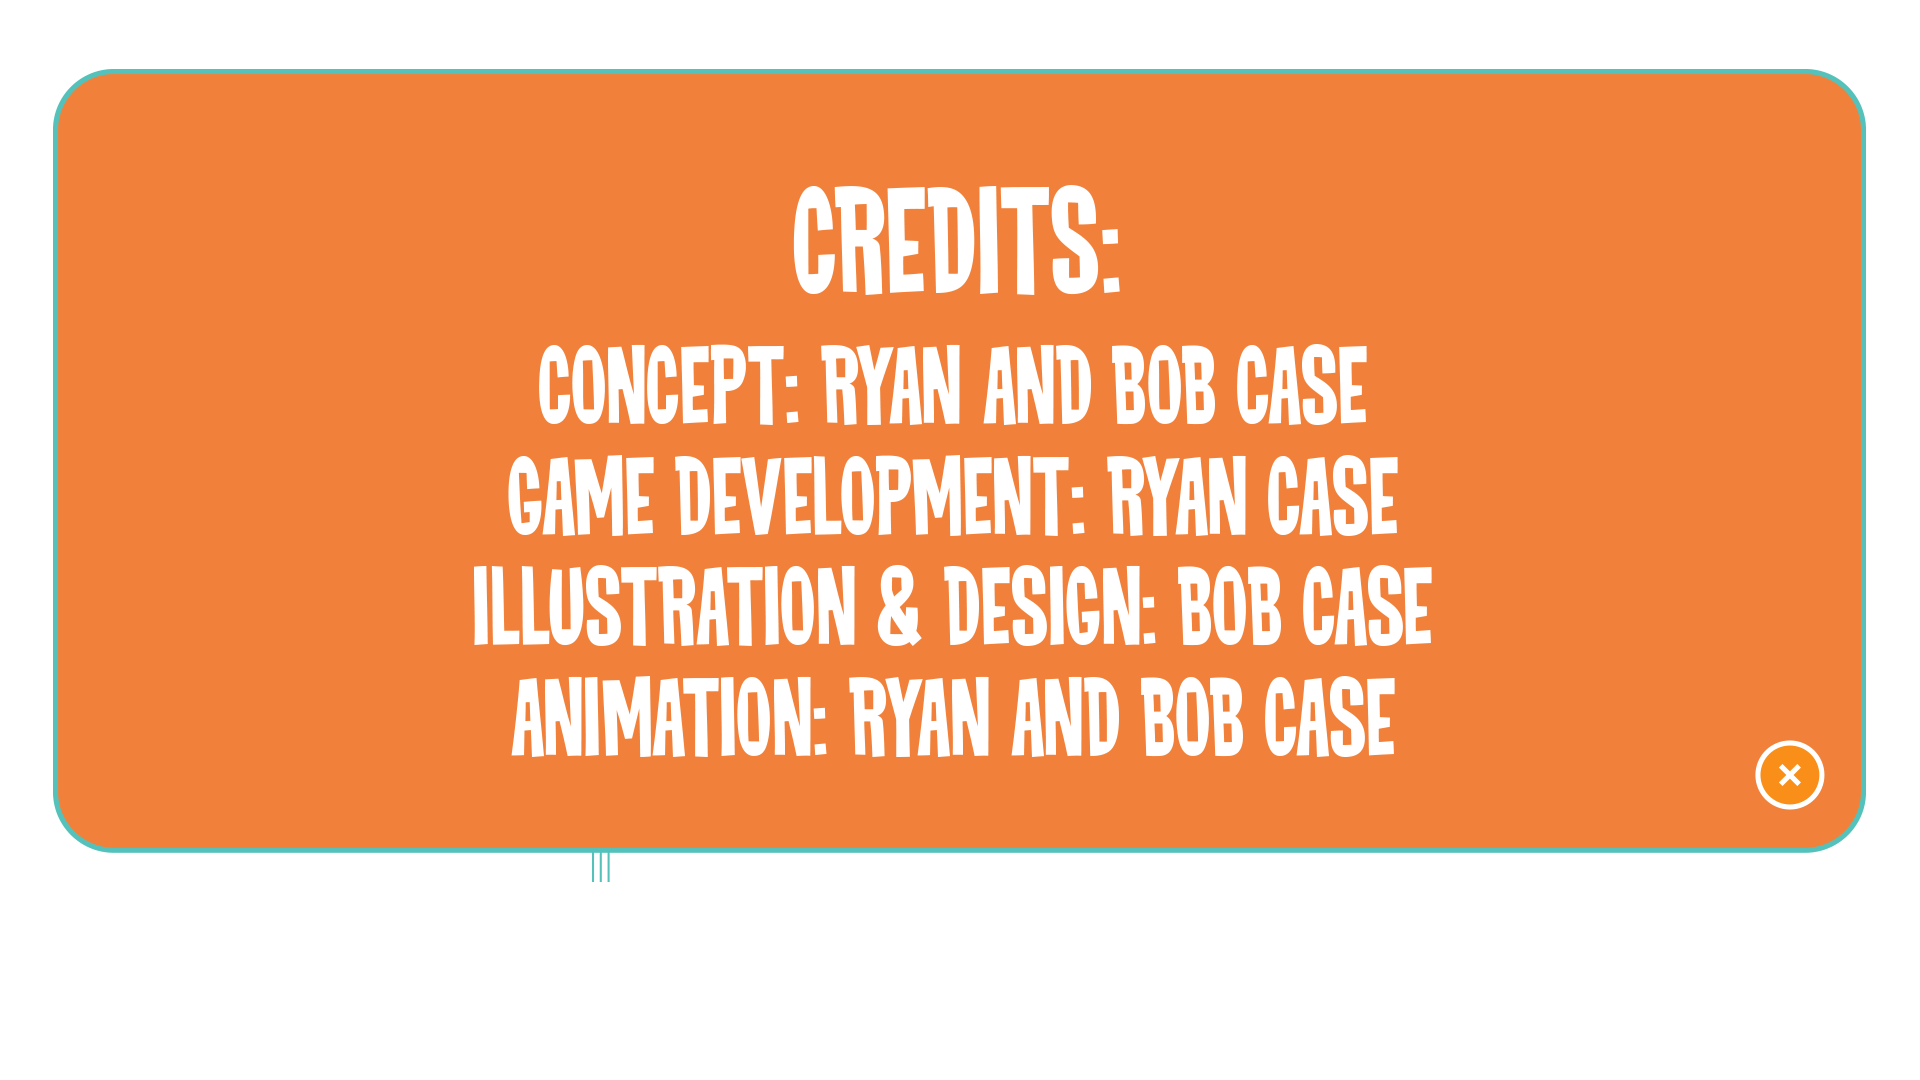 CREDITS:
CONCEPT: RYAN AND BOB CASE
GAME DEVELOPMENT: RYAN CASE
ILLUSTRATION & DESIGN: BOB CASE
ANIMATION: RYAN AND BOB CASE